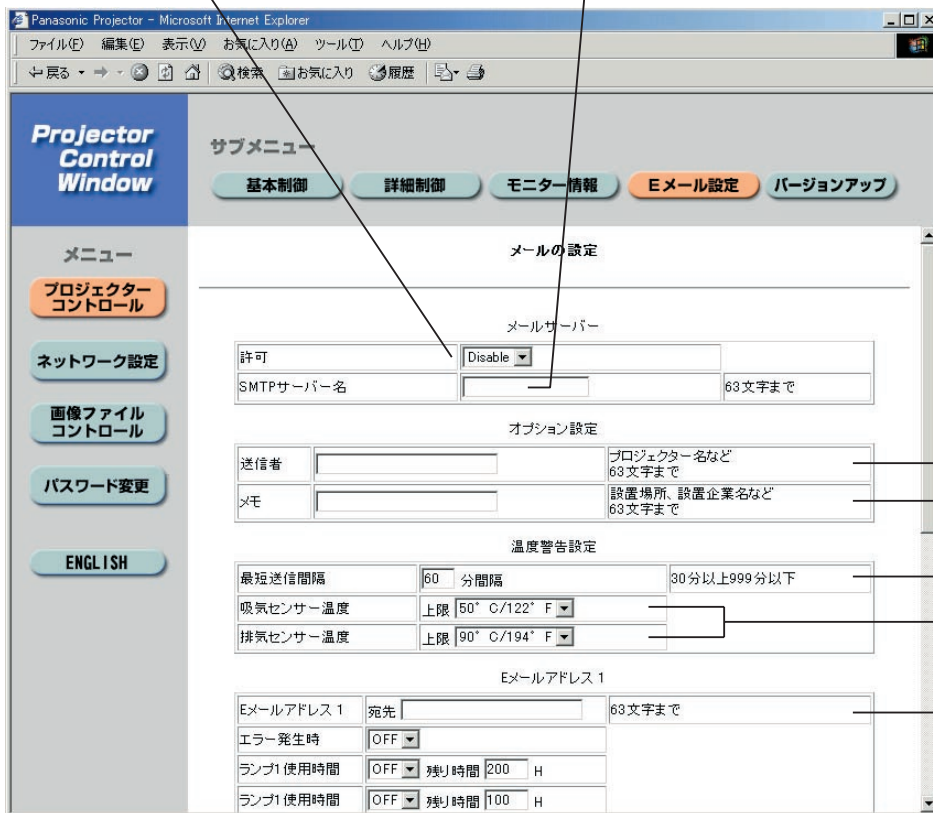 Panasonic Projector - Microsoft Internet Explorer
ファイル(F) 編集(E) 表示(V) お気に入り(A) ツール(T) ヘルプ(H)
戻る 検索 お気に入り 履歴
Projector
Control
Window
サブメニュー
基本制御 詳細制御 モニター情報 Eメール設定 バージョンアップ
メニュー
プロジェクター
コントロール
ネットワーク設定
画像ファイル
コントロール
パスワード変更
ENGLISH
メールの設定
メールサーバー
許可 Disable
SMTPサーバー名 63文字まで
オプション設定
送信者 プロジェクター名など
63文字まで
メモ 設置場所、設置企業名など
63文字まで
温度警告設定
最短送信間隔 60 分間隔 30分以上999分以下
吸気センサー温度 上限 50°C/122°F
排気センサー温度 上限 90°C/194°F
Eメールアドレス1
Eメールアドレス1 宛先 63文字まで
エラー発生時 OFF
ランプ1使用時間 OFF 残り時間 200 H
ランプ1使用時間 OFF 残り時間 100 H